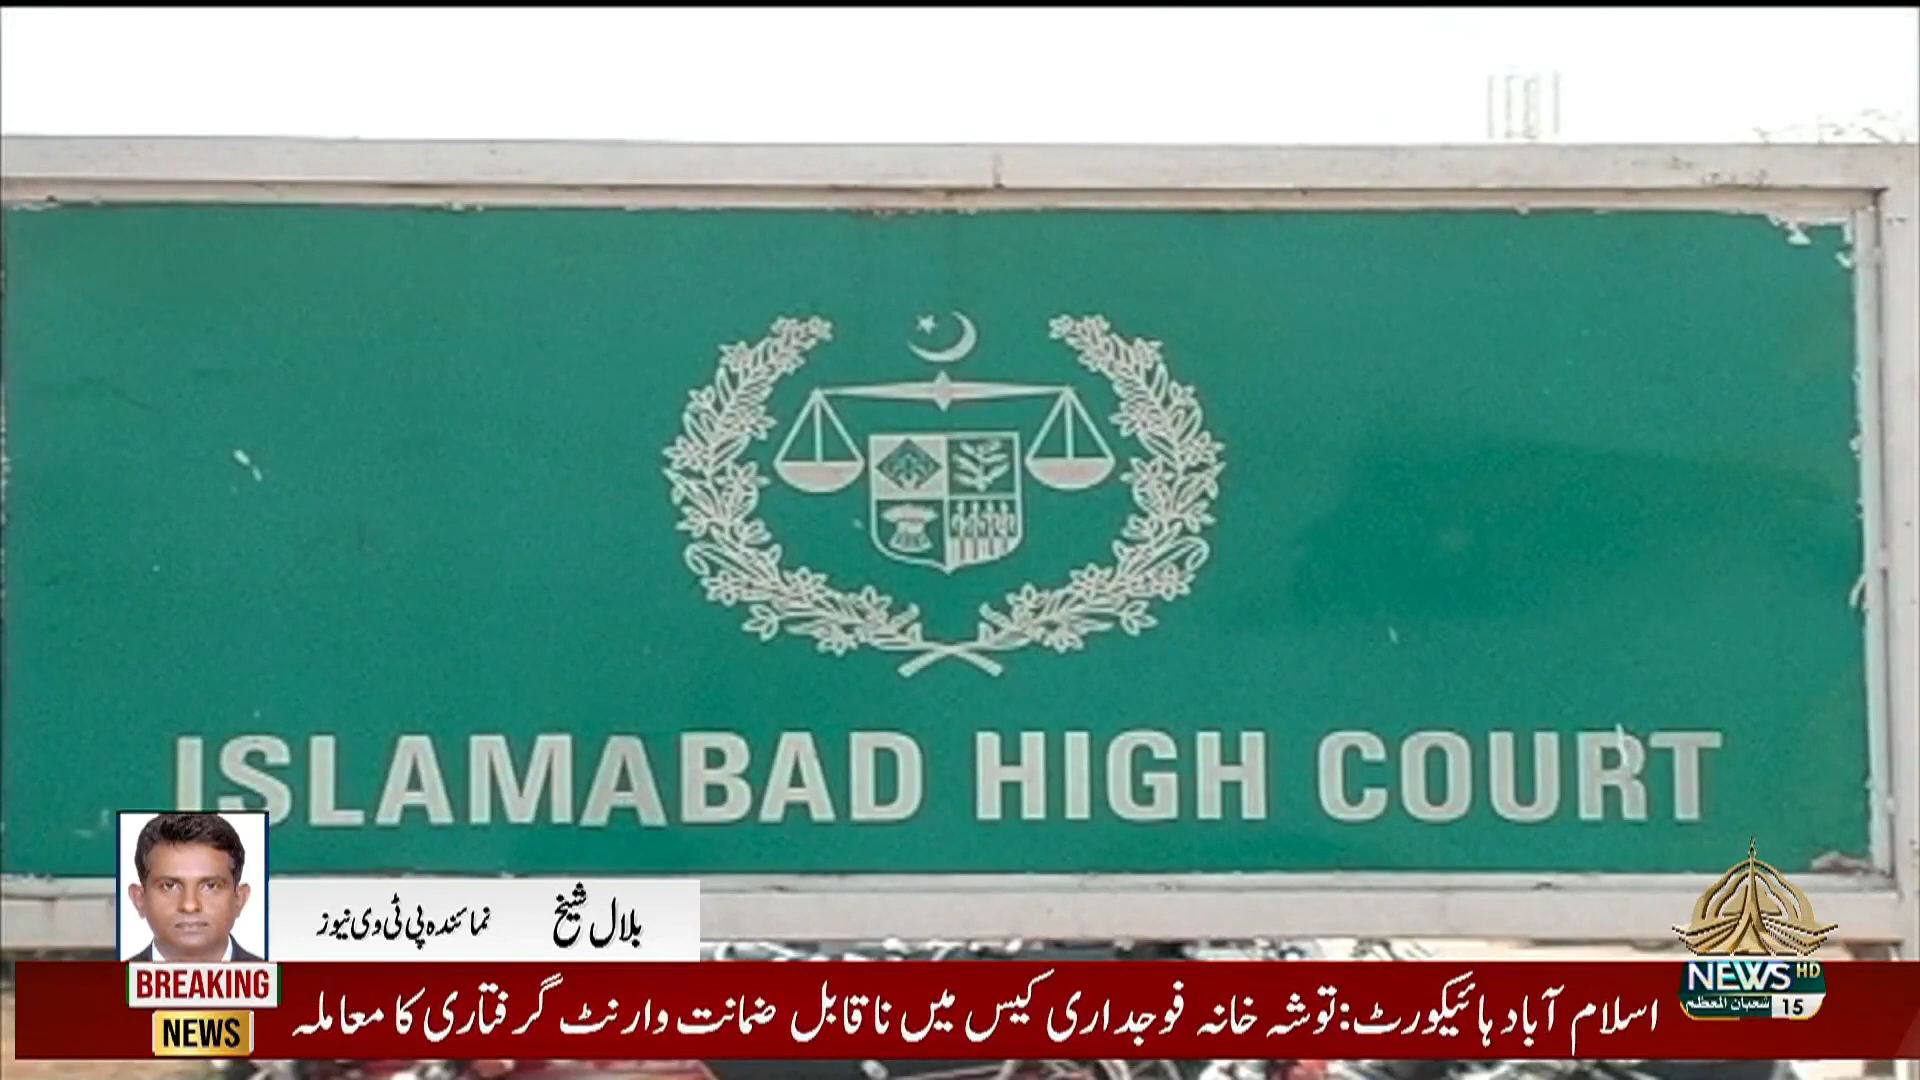 ISLAMABAD HIGH COURT
بلال شیخ
نمائندہ پی ٹی وی نیوز
BREAKING
NEWS
اسلام آباد ہائیکورٹ:توشہ خانہ فوجداری کیس میں ناقابل ضمانت وارنٹ گرفتاری کا معاملہ
NEWS HD
شعبان المعظم 15